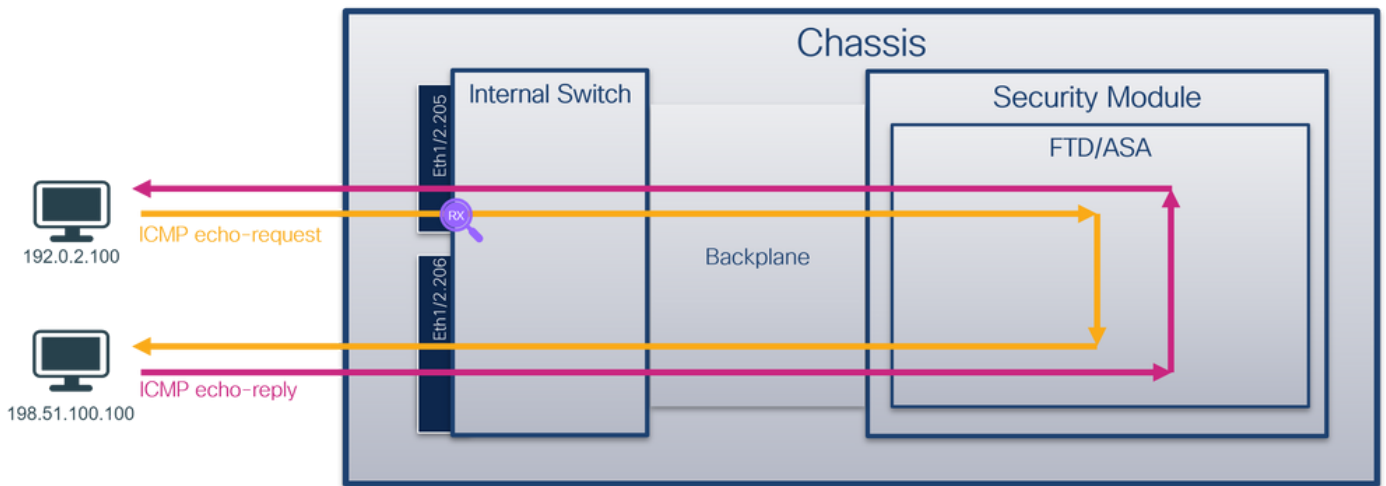 Chassis
Internal Switch
Security Module
FTD/ASA
Eth1/2.205
RX
ICMP echo-request
192.0.2.100
Backplane
Eth1/2.206
ICMP echo-reply
198.51.100.100